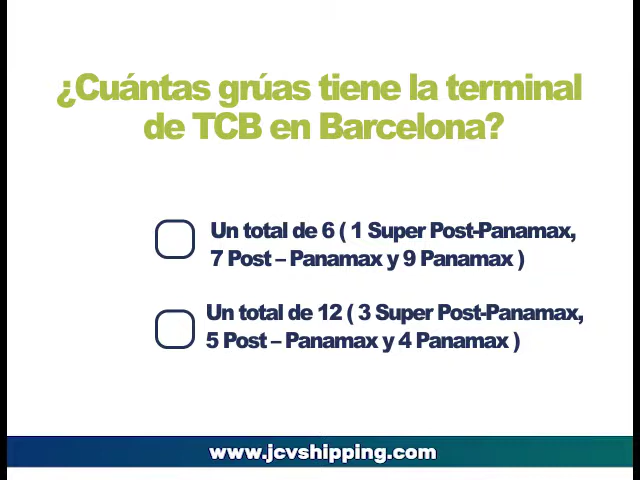 ¿Cuántas grúas tiene la terminal
de TCB en Barcelona?
Un total de 6 ( 1 Super Post-Panamax,
7 Post – Panamax y 9 Panamax )
Un total de 12 ( 3 Super Post-Panamax,
5 Post – Panamax y 4 Panamax )
www.jcvshipping.com